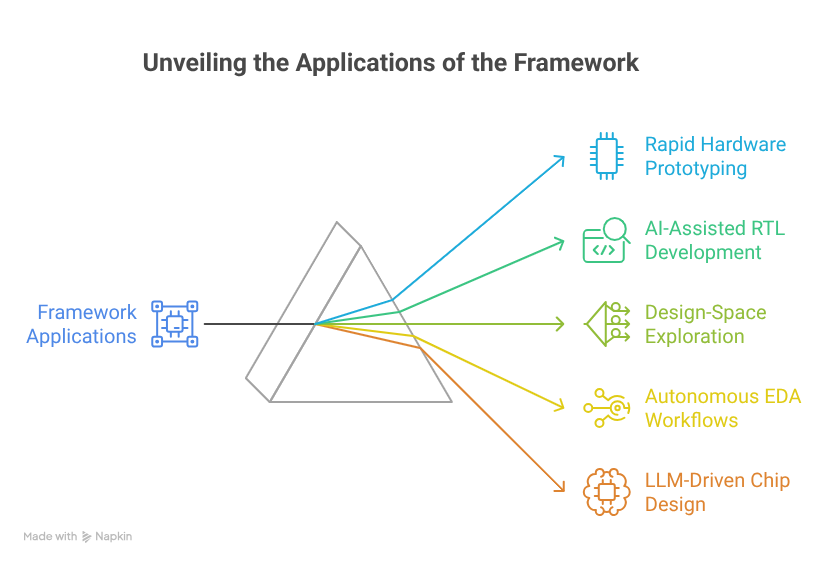 Unveiling the Applications of the Framework
Framework
Applications
Rapid Hardware
Prototyping
AI-Assisted RTL
Development
Design-Space
Exploration
Autonomous EDA
Workflows
LLM-Driven Chip
Design
Made with Napkin